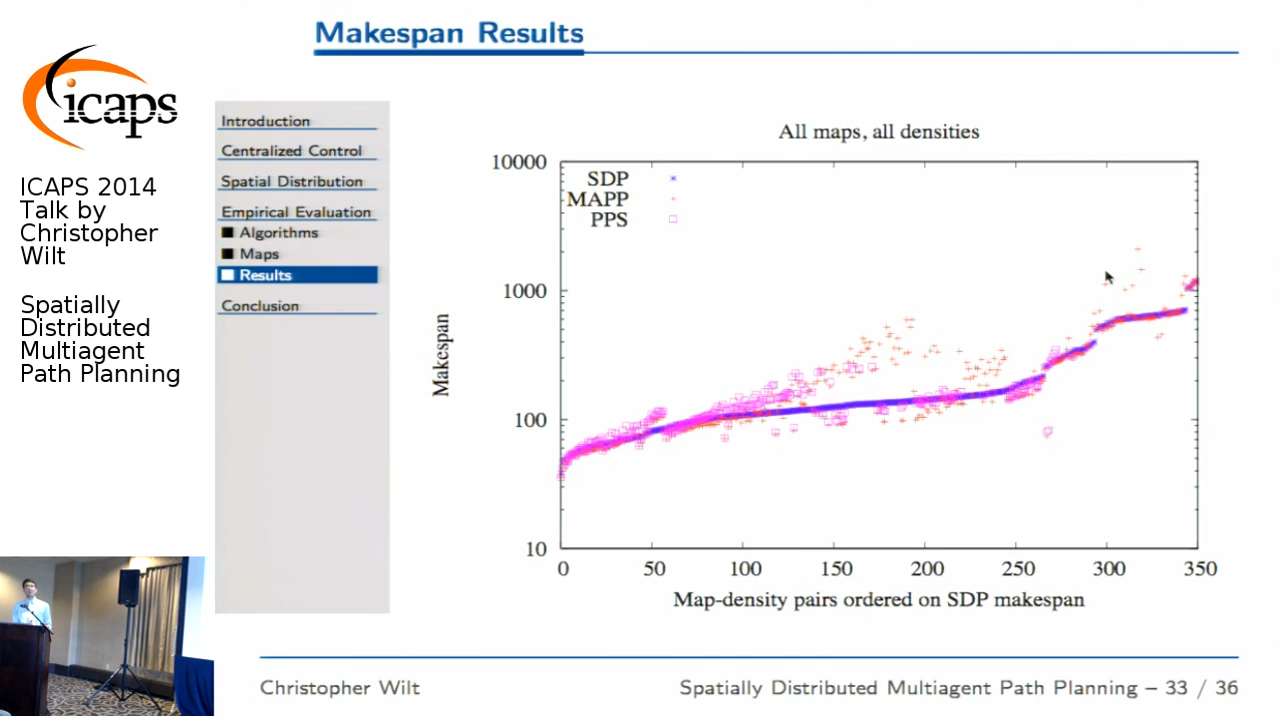 Makespan Results
icaps
ICAPS 2014
Talk by
Christopher
Wilt
Spatially
Distributed
Multiagent
Path Planning
Introduction
Centralized Control
Spatial Distribution
Empirical Evaluation
Algorithms
Maps
Results
Conclusion
All maps, all densities
10000
1000
100
10
Makespan
SDP
MAPP
PPS
0 50 100 150 200 250 300 350
Map-density pairs ordered on SDP makespan
Christopher Wilt
Spatially Distributed Multiagent Path Planning – 33 / 36